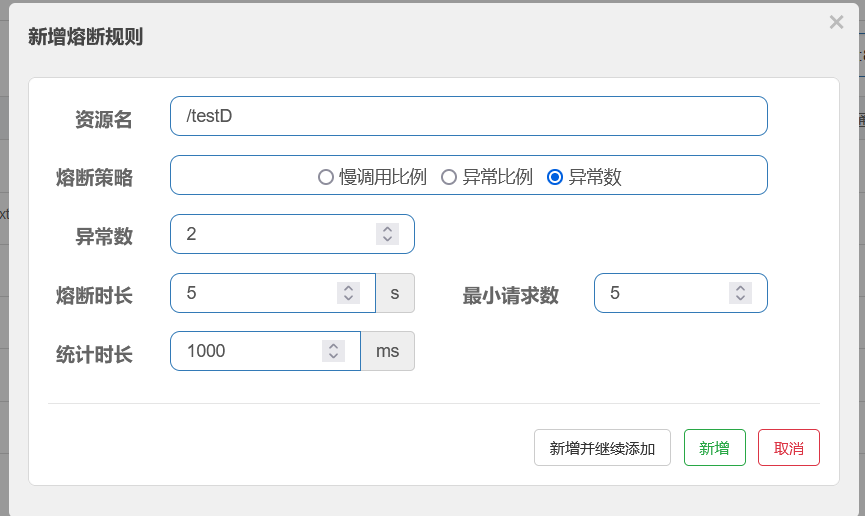 新增熔断规则
×
资源名 /testD
熔断策略 慢调用比例 异常比例 异常数
异常数 2
熔断时长 5 s 最小请求数 5
统计时长 1000 ms
新增并继续添加 新增 取消
xt
通